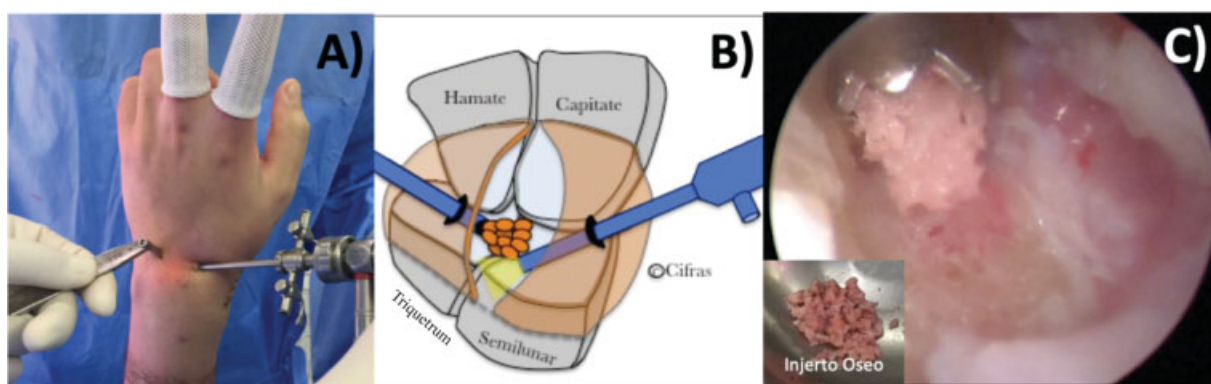 A)
B)
Hamate
Capitate
©Cifras
Triquetrum
Semilunar
C)
Injerto Oseo